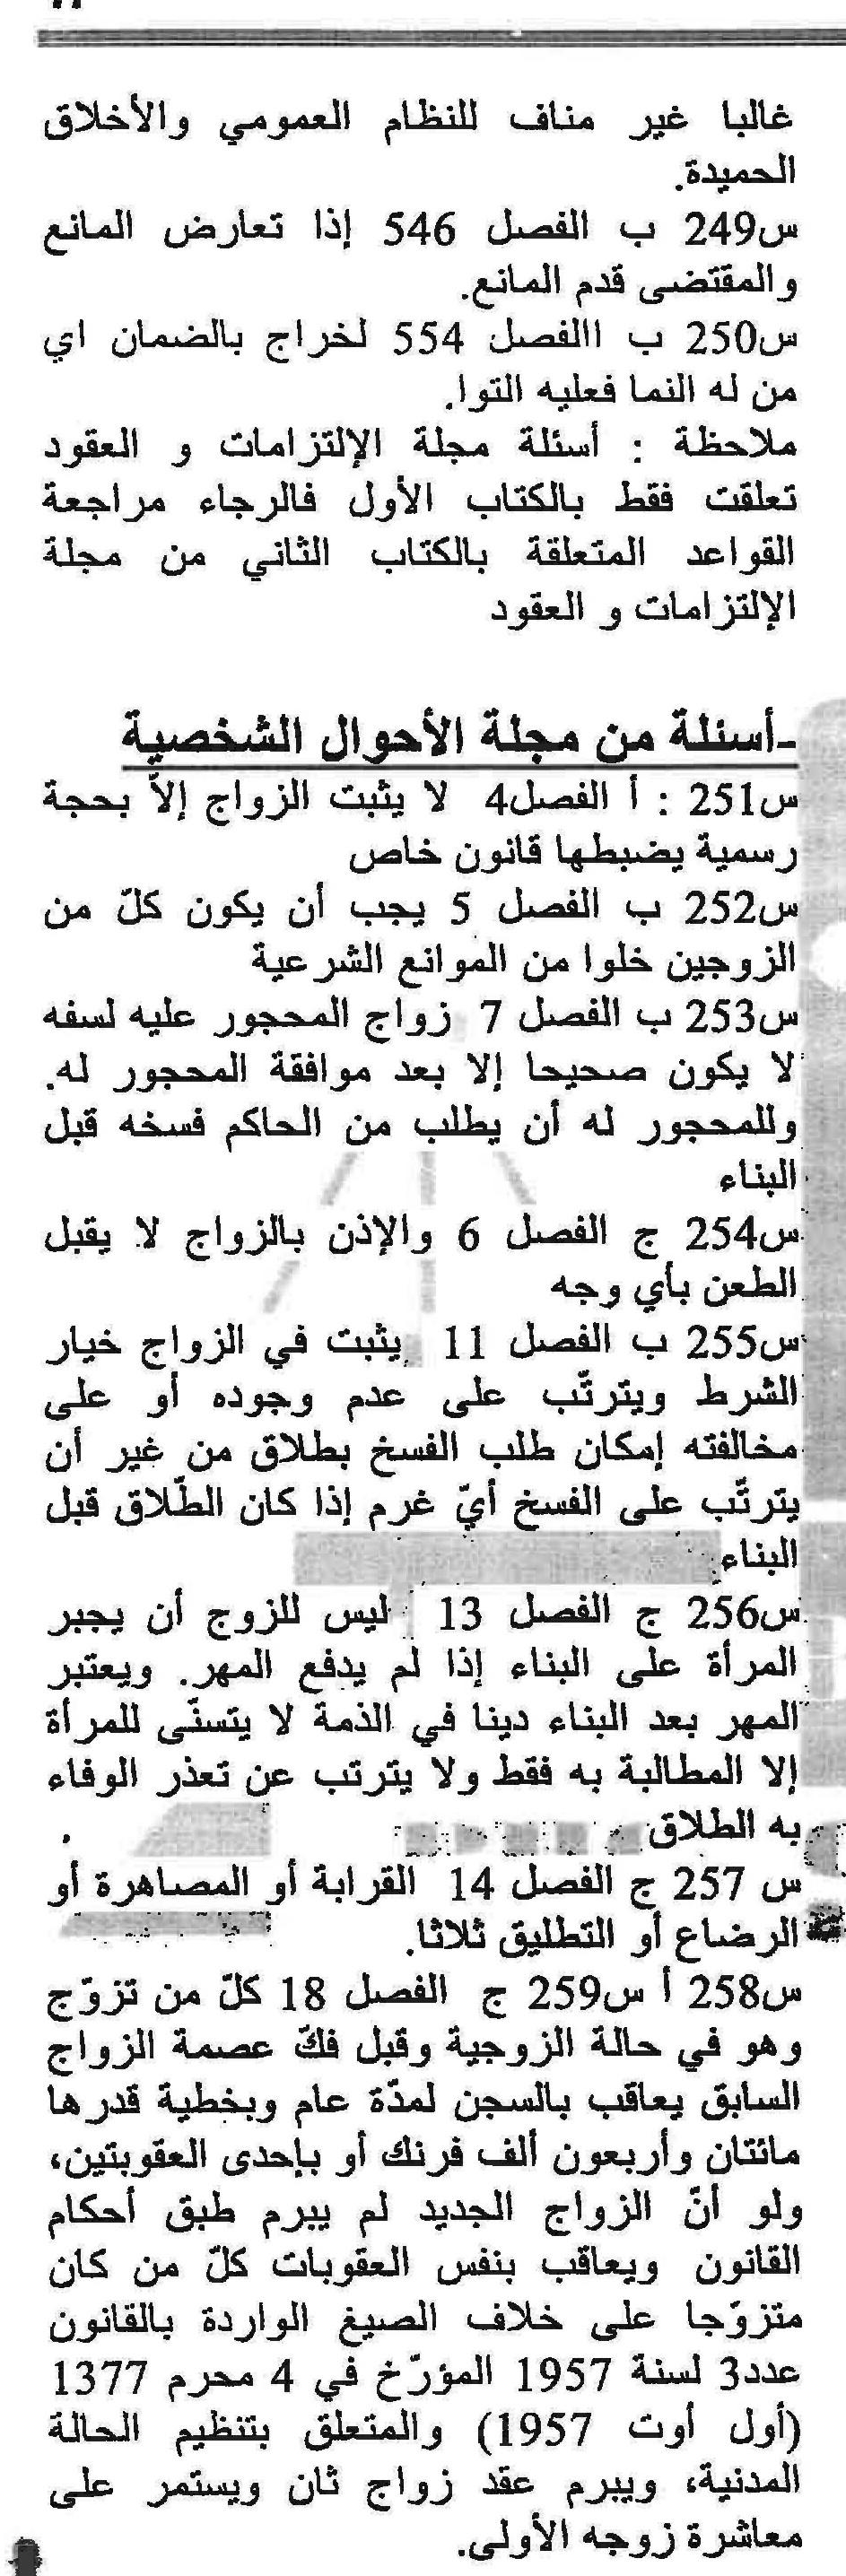 غالبا غير مناف للنظام العمومي والأخلاق
الحميدة.
س249 ب الفصل 546 إذا تعارض المانع
والمقتضى قدم المانع.
س250 ب االفصل 554 لخراج بالضمان اي
من له النما فعليه التوا.
ملاحظة : أسئلة مجلة الإلتزامات و العقود
تعلقت فقط بالكتاب الأول فالرجاء مراجعة
القواعد المتعلقة بالكتاب الثاني من مجلة
الإلتزامات و العقود
-أسئلة من مجلة الأحوال الشخصية
س251 : أ الفصل4 لا يثبت الزواج إلاّ بحجة
رسمية يضبطها قانون خاص
س252 ب الفصل 5 يجب أن يكون كلّ من
الزوجين خلوا من الموانع الشرعية
س253 ب الفصل 7 زواج المحجور عليه لسفه
لا يكون صحيحا إلا بعد موافقة المحجور له.
وللمحجور له أن يطلب من الحاكم فسخه قبل
البناء
س254 ج الفصل 6 والإذن بالزواج لا يقبل
الطعن بأي وجه
س255 ب الفصل 11 يثبت في الزواج خيار
الشرط ويترتّب على عدم وجوده أو على
مخالفته إمكان طلب الفسخ بطلاق من غير أن
يترتّب على الفسخ أيّ غرم إذا كان الطّلاق قبل
البناء
س256 ج الفصل 13 ليس للزوج أن يجبر
المرأة على البناء إذا لم يدفع المهر. ويعتبر
المهر بعد البناء دينا في الذمة لا يتسنّى للمرأة
إلا المطالبة به فقط ولا يترتب عن تعذر الوفاء
به الطلاق
س 257 ج الفصل 14 القرابة أو المصاهرة أو
الرضاع أو التطليق ثلاثا.
س258 أ س259 ج الفصل 18 كلّ من تزوّج
وهو في حالة الزوجية وقبل فكّ عصمة الزواج
السابق يعاقب بالسجن لمدّة عام وبخطية قدرها
مائتان وأربعون ألف فرنك أو بإحدى العقوبتين،
ولو أنّ الزواج الجديد لم يبرم طبق أحكام
القانون ويعاقب بنفس العقوبات كلّ من كان
متزوّجا على خلاف الصيغ الواردة بالقانون
عدد3 لسنة 1957 المؤرّخ في 4 محرم 1377
(أول أوت 1957) والمتعلق بتنظيم الحالة
المدنية، ويبرم عقد زواج ثان ويستمر على
معاشرة زوجه الأولى.